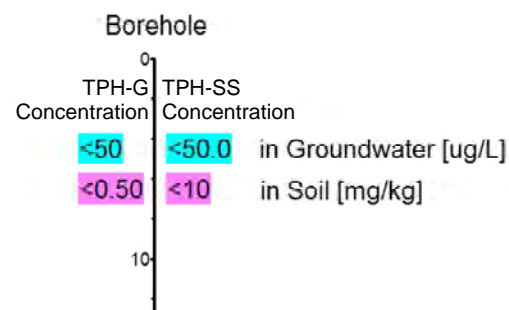 Borehole
0
TPH-G TPH-SS
Concentration Concentration
<50 <50.0 in Groundwater [ug/L]
<0.50 <10 in Soil [mg/kg]
10